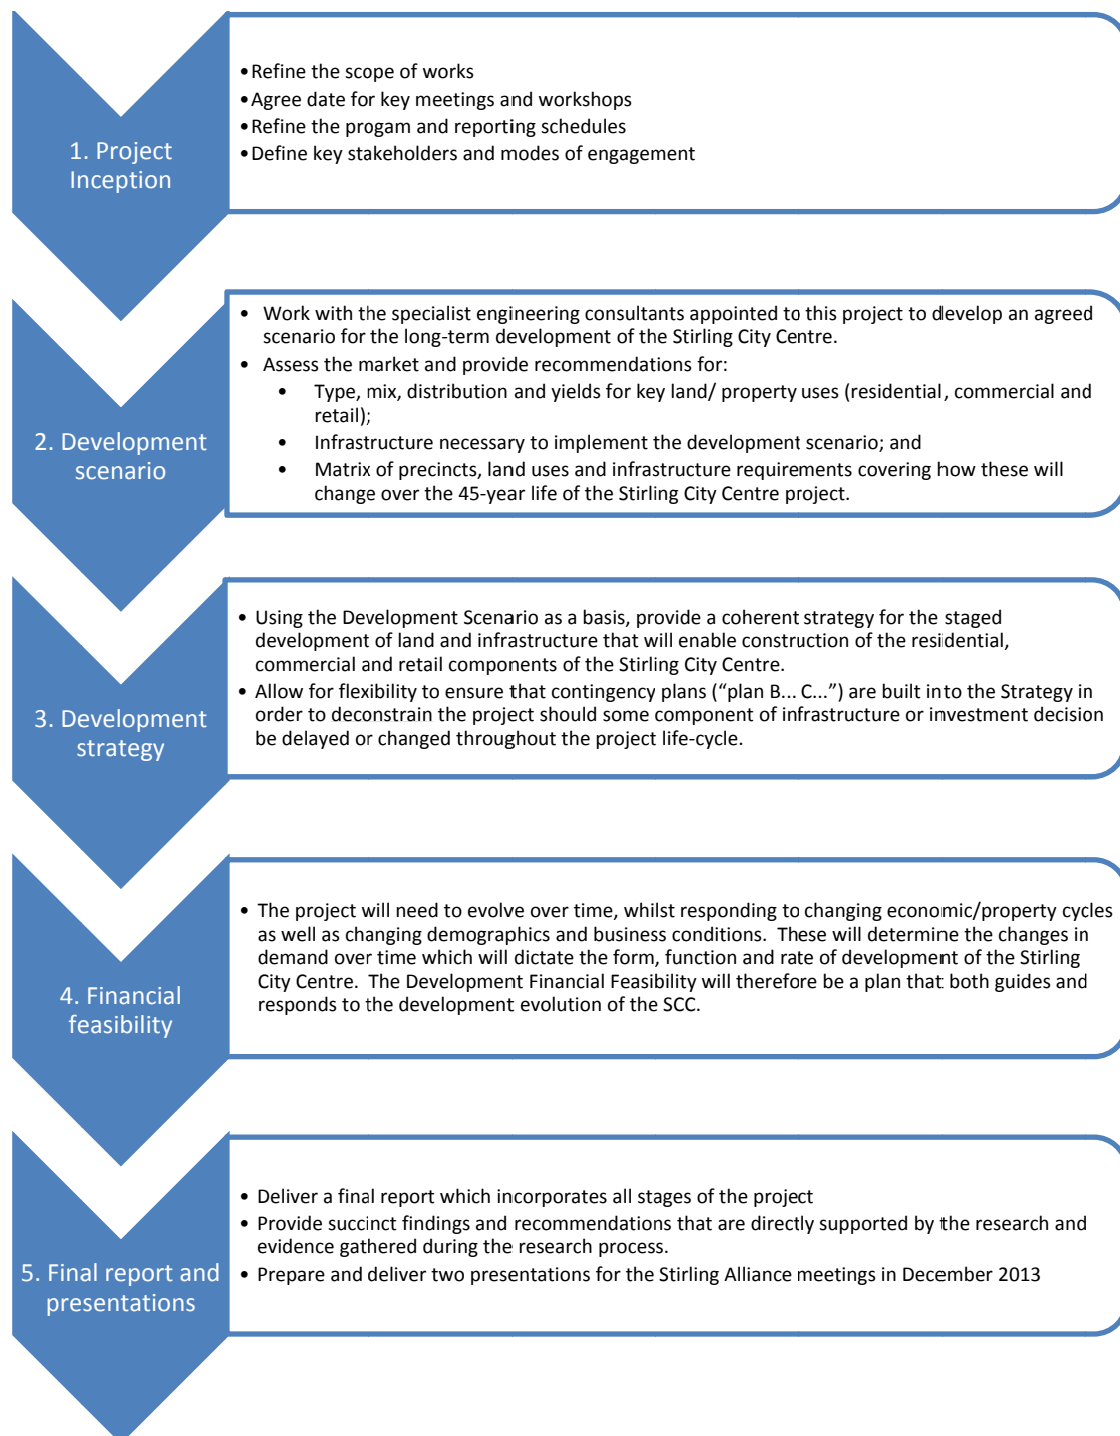 1. Project
Inception
• Refine the scope of works
• Agree date for key meetings and workshops
• Refine the progam and reporting schedules
• Define key stakeholders and modes of engagement
2. Development
scenario
• Work with the specialist engineering consultants appointed to this project to develop an agreed
scenario for the long-term development of the Stirling City Centre.
• Assess the market and provide recommendations for:
• Type, mix, distribution and yields for key land/ property uses (residential, commercial and
retail);
• Infrastructure necessary to implement the development scenario; and
• Matrix of precincts, land uses and infrastructure requirements covering how these will
change over the 45-year life of the Stirling City Centre project.
3. Development
strategy
• Using the Development Scenario as a basis, provide a coherent strategy for the staged
development of land and infrastructure that will enable construction of the residential,
commercial and retail components of the Stirling City Centre.
• Allow for flexibility to ensure that contingency plans (“plan B... C...”) are built into the Strategy in
order to deconstrain the project should some component of infrastructure or investment decision
be delayed or changed throughout the project life-cycle.
4. Financial
feasibility
• The project will need to evolve over time, whilst responding to changing economic/property cycles
as well as changing demographics and business conditions. These will determine the changes in
demand over time which will dictate the form, function and rate of development of the Stirling
City Centre. The Development Financial Feasibility will therefore be a plan that both guides and
responds to the development evolution of the SCC.
5. Final report and
presentations
• Deliver a final report which incorporates all stages of the project
• Provide succinct findings and recommendations that are directly supported by the research and
evidence gathered during the research process.
• Prepare and deliver two presentations for the Stirling Alliance meetings in December 2013